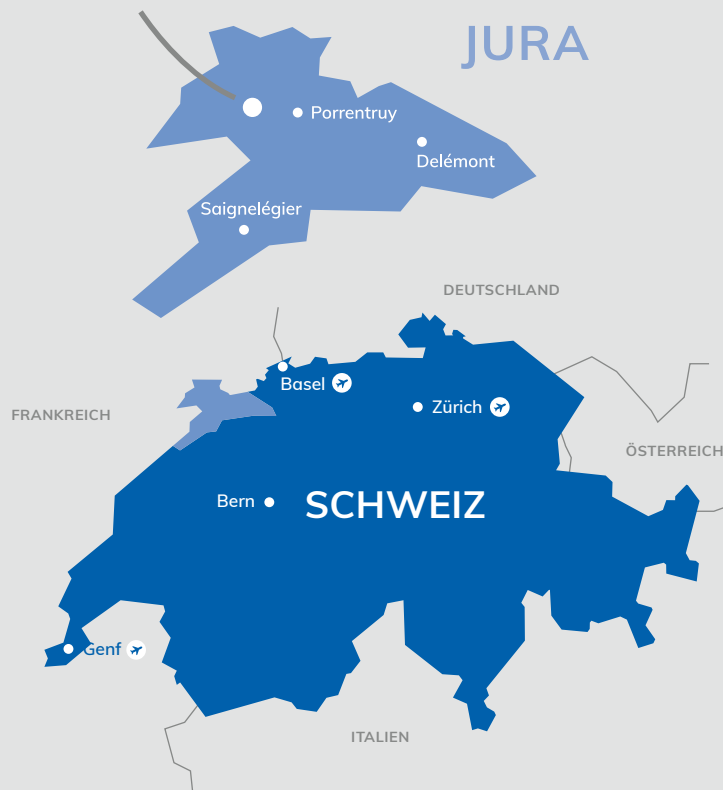 JURA
Porrentruy
Delémont
Saignelégier
DEUTSCHLAND
Basel
FRANKREICH
Zürich
ÖSTERREICH
Bern
SCHWEIZ
Genf
ITALIEN